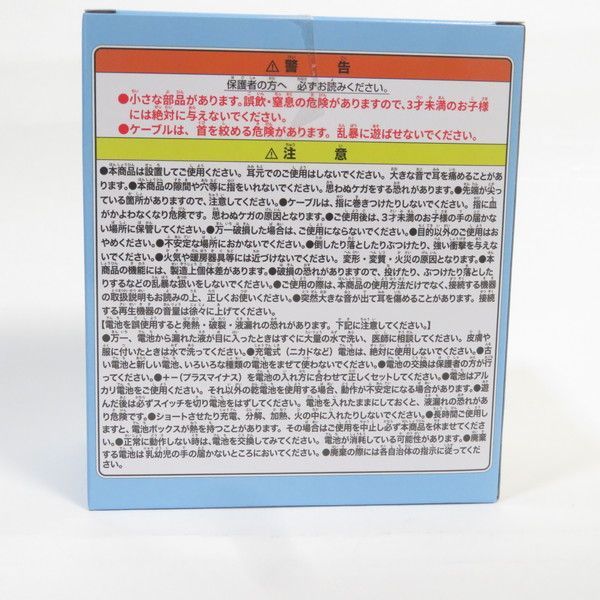 ⚠警 告
保護者の方へ 必ずお読みください。
●小さな部品があります。誤飲・窒息の危険がありますので、3才未満のお子様
には絶対に与えないでください。
●ケーブルは、首を絞める危険があります。乱暴に遊ばせないでください。
⚠注 意
●本商品は設置してご使用ください。耳元でのご使用はしないでください。大きな音で耳を痛めることがあ
ります。●本商品の隙間や穴等に指をいれないでください。思わぬケガをする恐れがあります。●先端が尖っ
ている箇所がありますので、注意してください。●ケーブルは、指に巻きつけたりしないでください。指に血
がかよわなくなり危険です。思わぬケガの原因となります。●ご使用後は、3才未満のお子様の手の届かな
い場所に保管してください。●万一破損した場合は、ご使用にならないでください。●目的以外のご使用はお
やめください。●不安定な場所におかないでください。●倒したり落としたりぶつけたり、強い衝撃を与えな
いでください。●火気や暖房器具等には近づけないでください。変形・変質・火災の原因となります。●本
商品の機能には、製造上個体差があります。●破損の恐れがありますので、投げたり、ぶつけたり落としたり
するなどの乱暴な扱いをしないでください。●ご使用の際は、本商品の使用方法だけでなく、接続する機器
の取扱説明もお読みの上、正しくお使いください。●突然大きな音が出て耳を傷めることがあります。接続
する再生機器の音量は徐々に上げてください。
【電池を誤使用すると発熱・破裂・液漏れの恐れがあります。下記に注意してください。】
●万一、電池から漏れた液が目に入ったときはすぐに大量の水で洗い、医師に相談してください。皮膚や
服に付いたときは水で洗ってください。●充電式(ニカドなど)電池は、絶対に使用しないでください。●古
い電池と新しい電池、いろいろな種類の電池をまぜて使わないでください。●電池の交換は保護者の方が行
ってください。●+-(プラスマイナス)を電池の入れ方に合わせて正しくセットしてください。●電池はアル
カリ電池をご使用ください。それ以外の乾電池を使用する場合、動作が不安定になる場合があります。●遊
んだ後は必ずスイッチを切り電池をはずしてください。電池を入れたままにしておくと、液漏れの恐れがあ
り危険です。●ショートさせたり充電、分解、加熱、火の中に入れたりしないでください。●長時間ご使用し
ますと、電池ボックスが熱を持つことがあります。その場合はご使用を中止し必ず本商品を休ませてください。
●正常に動作しない時は、電池を交換してみてください。電池が消耗している可能性があります。●廃棄
する電池は乳幼児の手の届かないところにおいてください。●廃棄の際には各自治体の指示に従ってくだ
さい。